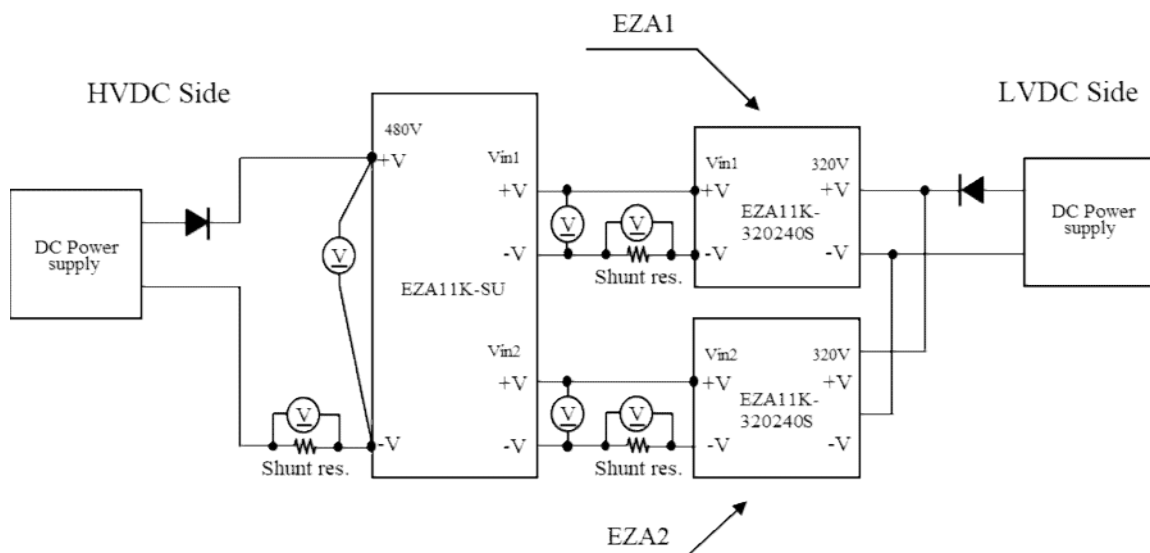 EZA1
HVDC Side
LVDC Side
DC Power
supply
480V
+V
-V
EZA11K-SU
Vin1
+V
-V
Vin2
+V
-V
V
V
V
V
V
V
Shunt res.
Shunt res.
Shunt res.
Vin1
320V
+V
+V
EZA11K-
320240S
-V
-V
Vin2
320V
+V
+V
EZA11K-
320240S
-V
-V
DC Power
supply
EZA2